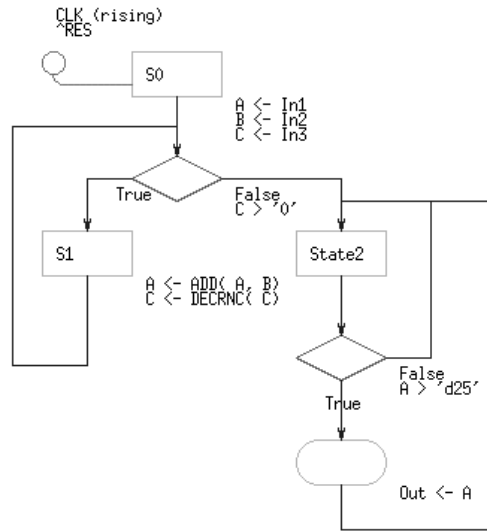 CLK (rising)
^RES
S0
A <- In1
B <- In2
C <- In3
True
False
C > '0'
S1
State2
A <- ADD( A, B)
C <- DECRNC( C)
False
A > 'd25'
True
Out <- A